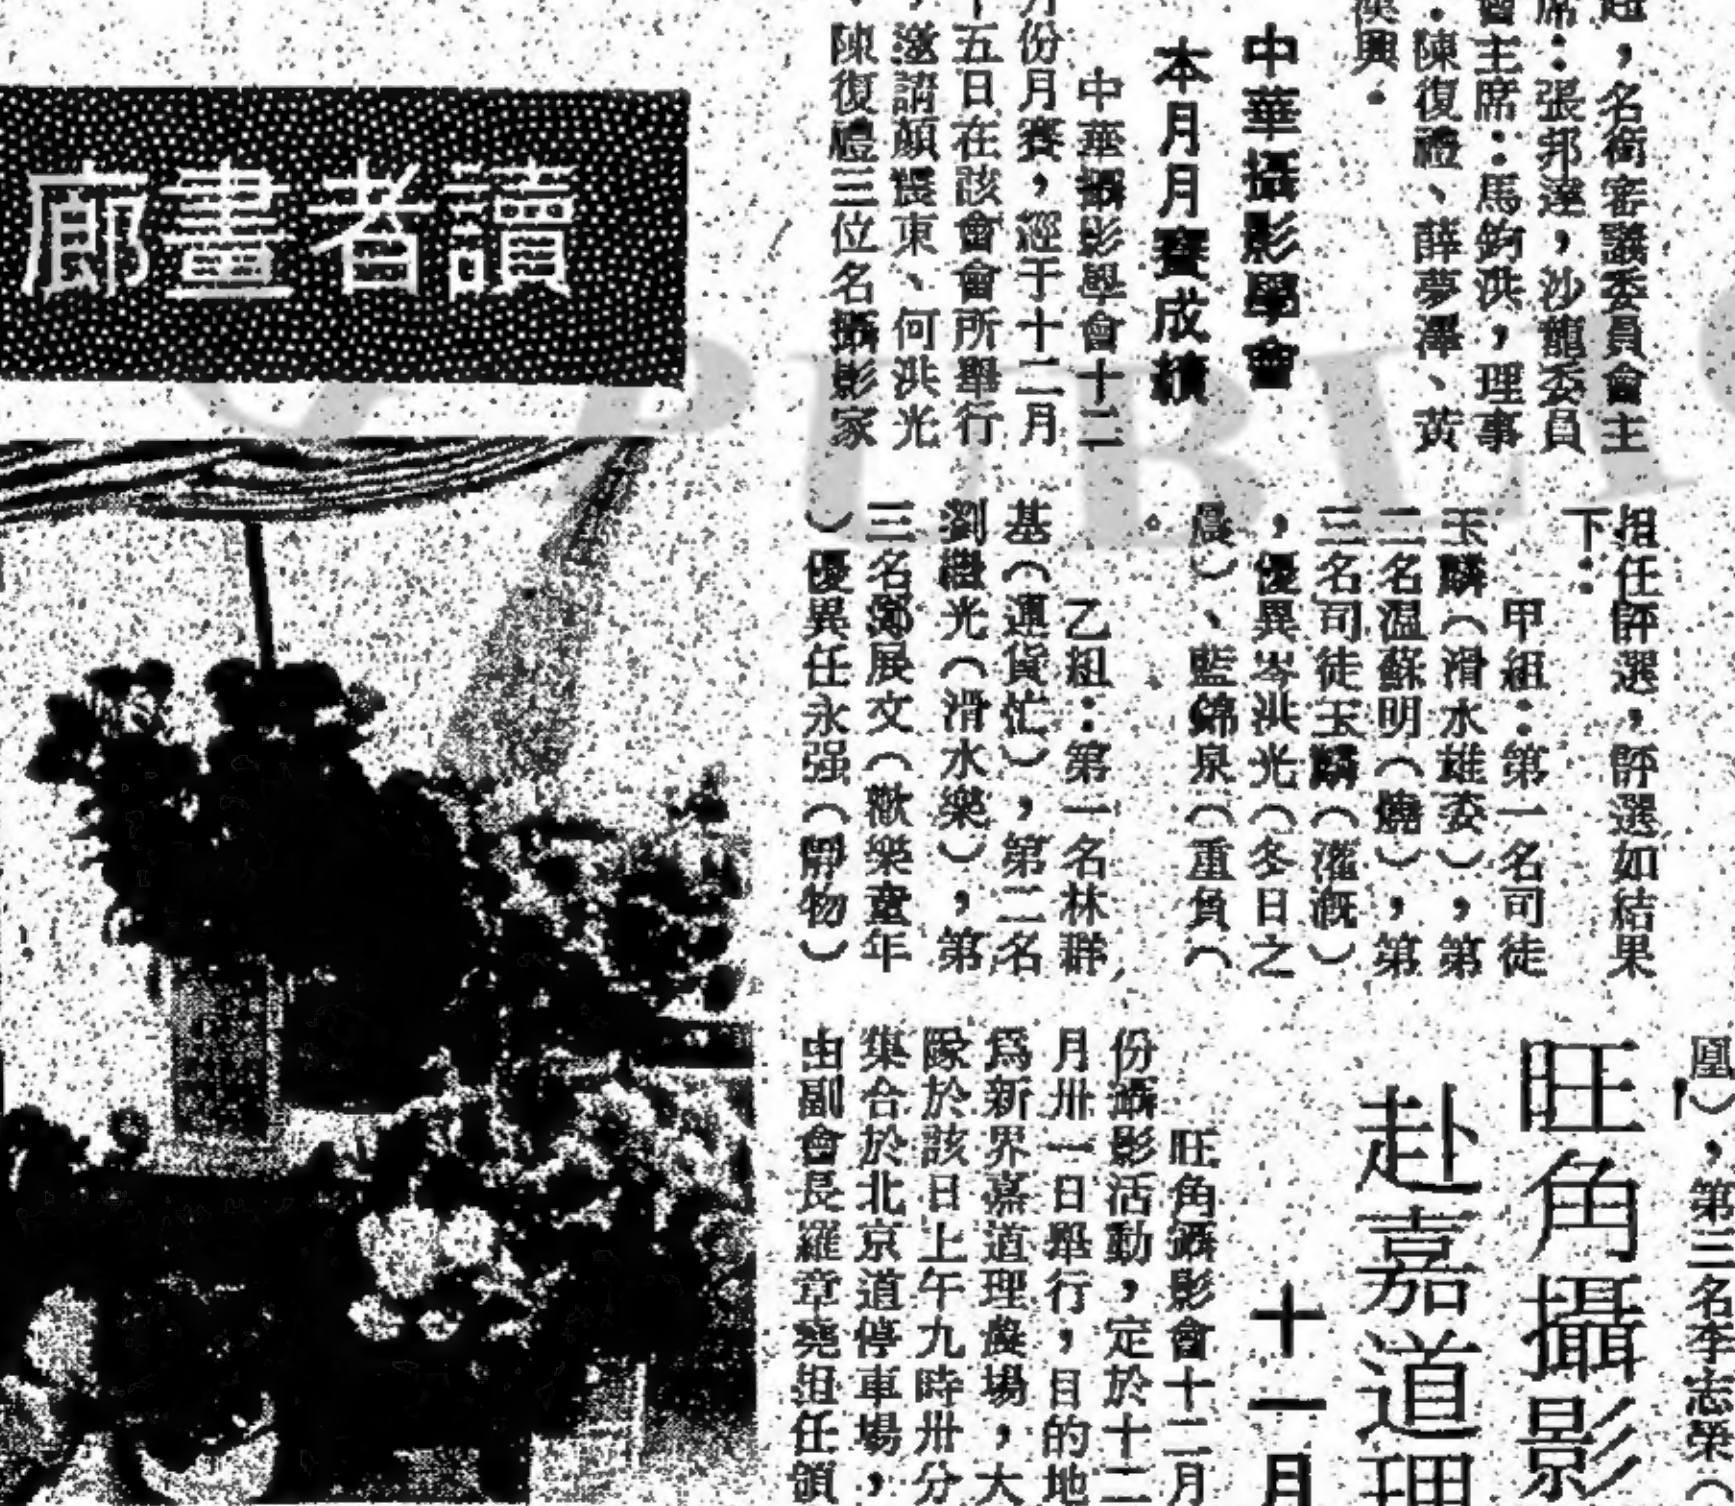 ，名銜審議委員會主
席：張邦達，沙龍委員
會主席：馬鈞洪，理事
：陳復禮、薛夢澤、黃
漢興．
中華攝影學會
本月月賽成績
中華攝影學會十二
月份月賽，經于十二月
十五日在該會會所舉行
，邀請顏震東、何洪光
陳復禮三位名攝影家
担任評選，評選如結果
下：
甲組：第一名司徒
玉麟（滑水雄姿），第
二名温蘇明（燒），第
三名司徒玉麟（灌溉）
，優異岑洪光（冬日之
晨）、藍錦泉（重負（
。
乙組：第一名林群
基（運貨忙），第二名
劉繼光（滑水樂），第
三名鄭展文（歡樂童年
）優異任永强（開物）
凰），第三名李志榮（
旺角攝影
赴嘉道理
十一月
旺角攝影會十二月
份攝影活動，定於十二
月卅一日舉行，目的地
爲新界嘉道理農場，大
隊於該日上午九時卅分
集合於北京道停車場，
由副會長羅章堯担任領
廊畫者讀
PUBLI